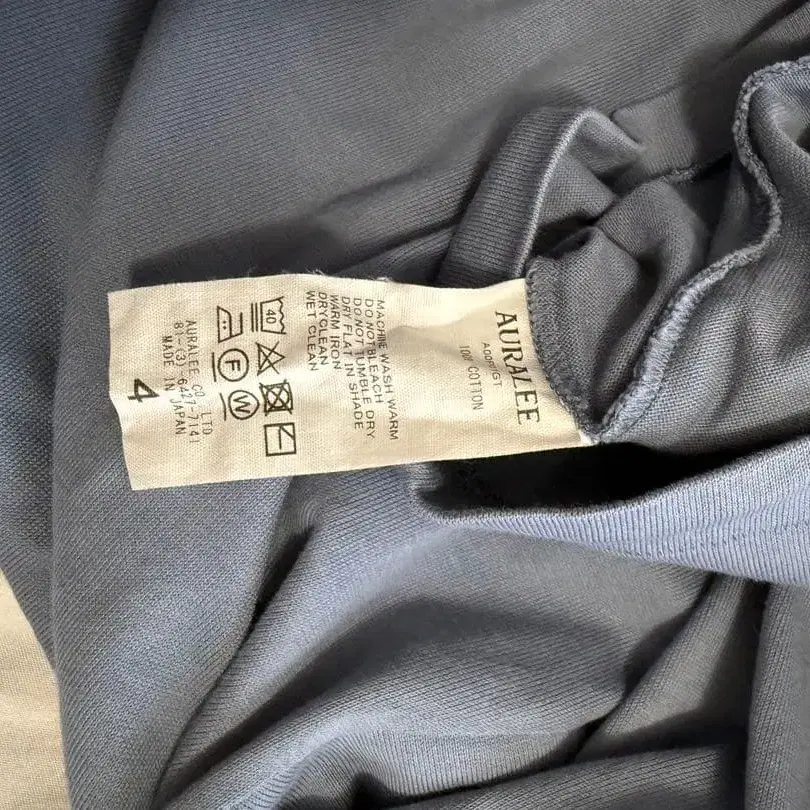 AURALEE
100% COTTON
MACHINE WASH WARM
DO NOT BLEACH
DO NOT TUMBLE DRY
DRY FLAT IN SHADE
WARM IRON
DRYCLEAN
WET CLEAN
40
F
W
AURALEE CO., LTD
81-(3)-6427-7141
MADE IN JAPAN
4